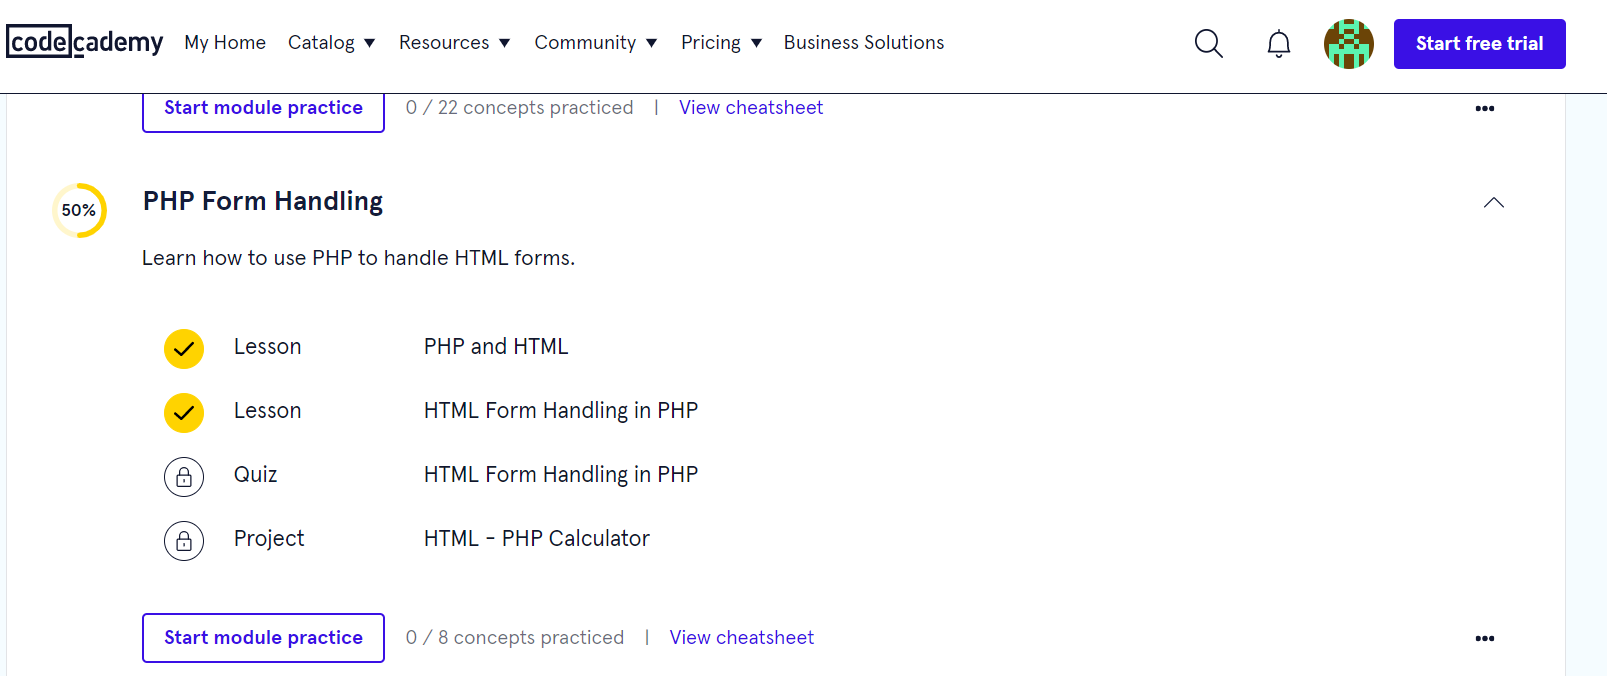 codecademy My Home Catalog Resources Community Pricing Business Solutions Start free trial
Start module practice 0 / 22 concepts practiced | View cheatsheet
50% PHP Form Handling
Learn how to use PHP to handle HTML forms.
Lesson PHP and HTML
Lesson HTML Form Handling in PHP
Quiz HTML Form Handling in PHP
Project HTML - PHP Calculator
Start module practice 0 / 8 concepts practiced | View cheatsheet